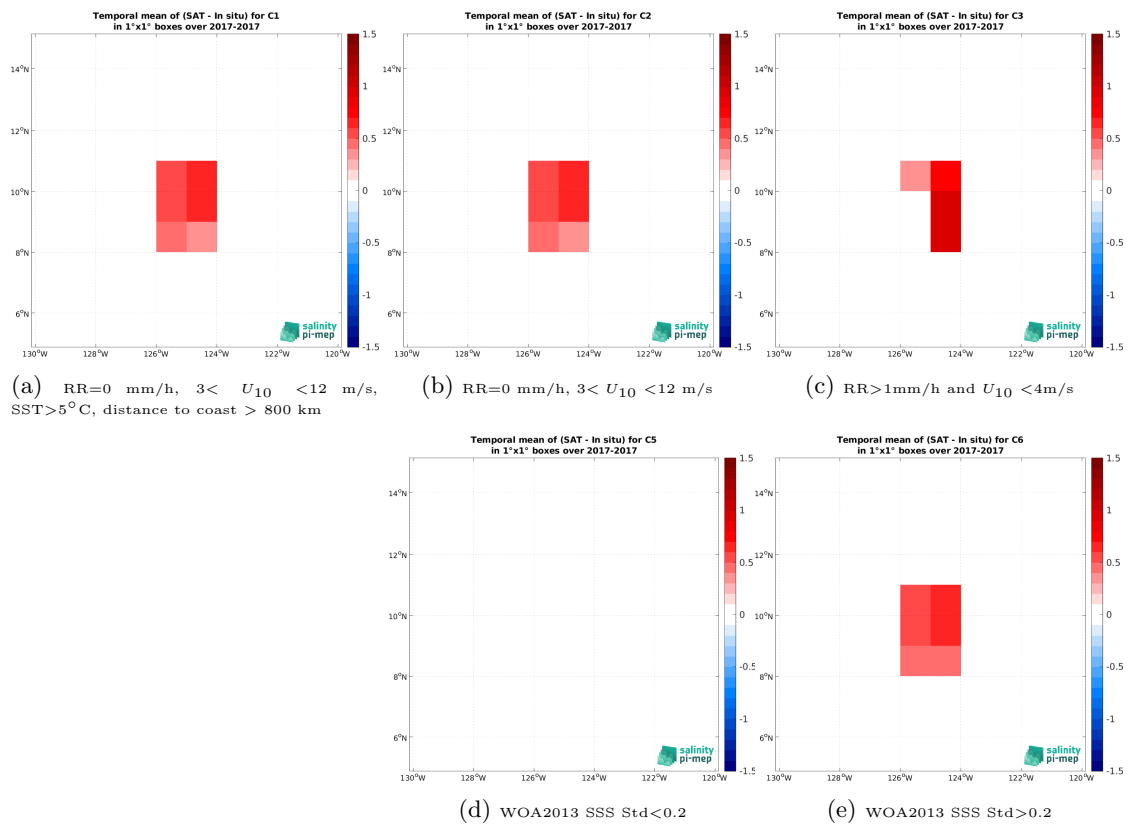 Temporal mean of (SAT - In situ) for C1
in 1°x1° boxes over 2017-2017
14°N
12°N
10°N
8°N
6°N
130°W 128°W 126°W 124°W 122°W 120°W
1.5
1
0.5
0
-0.5
-1
-1.5
salinity
pi-mep
(a) RR=0 mm/h, 3< U10 <12 m/s,
SST>5°C, distance to coast > 800 km
Temporal mean of (SAT - In situ) for C2
in 1°x1° boxes over 2017-2017
14°N
12°N
10°N
8°N
6°N
130°W 128°W 126°W 124°W 122°W 120°W
1.5
1
0.5
0
-0.5
-1
-1.5
salinity
pi-mep
(b) RR=0 mm/h, 3< U10 <12 m/s
Temporal mean of (SAT - In situ) for C3
in 1°x1° boxes over 2017-2017
14°N
12°N
10°N
8°N
6°N
130°W 128°W 126°W 124°W 122°W 120°W
1.5
1
0.5
0
-0.5
-1
-1.5
salinity
pi-mep
(c) RR>1mm/h and U10 <4m/s
Temporal mean of (SAT - In situ) for C5
in 1°x1° boxes over 2017-2017
14°N
12°N
10°N
8°N
6°N
130°W 128°W 126°W 124°W 122°W 120°W
1.5
1
0.5
0
-0.5
-1
-1.5
salinity
pi-mep
(d) WOA2013 SSS Std<0.2
Temporal mean of (SAT - In situ) for C6
in 1°x1° boxes over 2017-2017
14°N
12°N
10°N
8°N
6°N
130°W 128°W 126°W 124°W 122°W 120°W
1.5
1
0.5
0
-0.5
-1
-1.5
salinity
pi-mep
(e) WOA2013 SSS Std>0.2